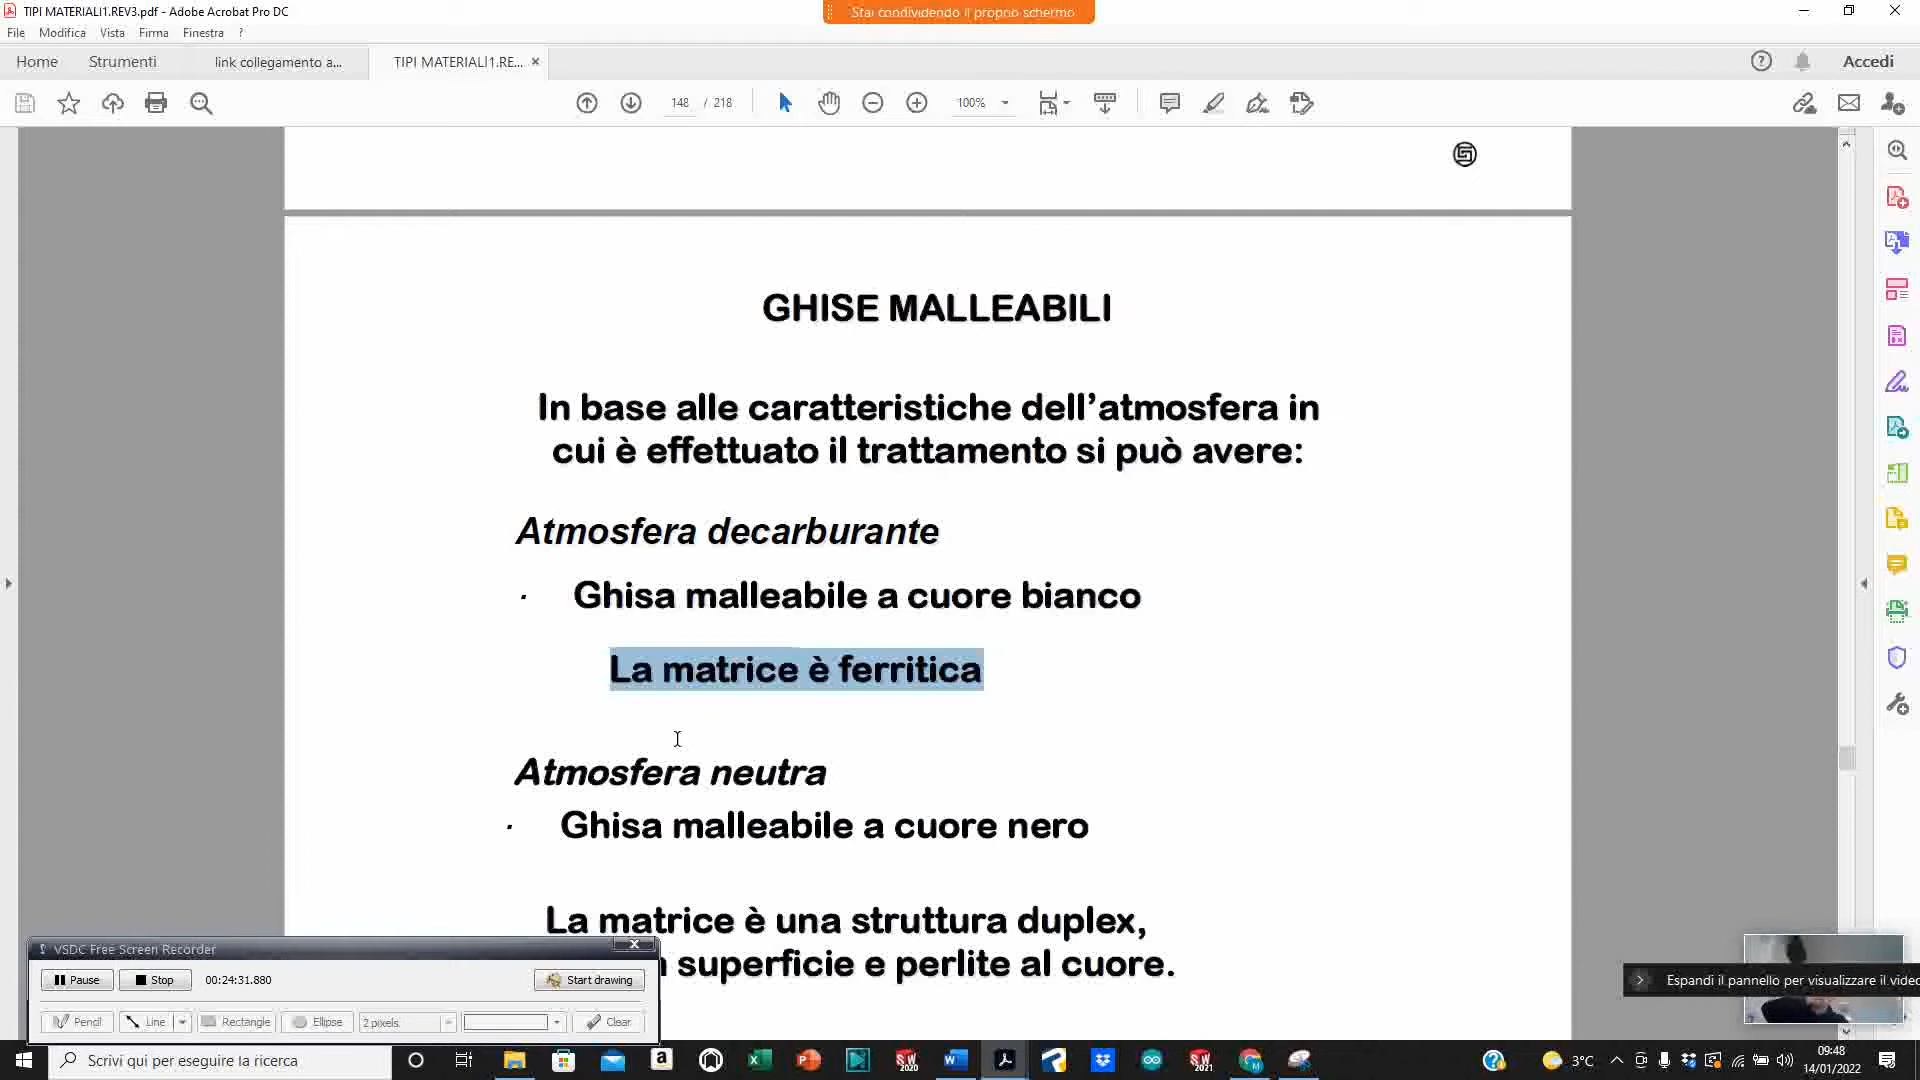 TIPI MATERIALI1.REV3.pdf - Adobe Acrobat Pro DC
Stai condividendo il proprio schermo
File Modifica Vista Firma Finestra ?
Home Strumenti link collegamento a... TIPI MATERIALI1.RE... × Accedi
148 / 218 100%
GHISE MALLEABILI
In base alle caratteristiche dell'atmosfera in
cui è effettuato il trattamento si può avere:
Atmosfera decarburante
· Ghisa malleabile a cuore bianco
La matrice è ferritica
Atmosfera neutra
· Ghisa malleabile a cuore nero
La matrice è una struttura duplex,
superficie e perlite al cuore.
VSDC Free Screen Recorder
Pause Stop 00:24:31.880 Start drawing
Pencil Line Rectangle Ellipse 2 pixels Clear
Espandi il pannello per visualizzare il video
Scrivi qui per eseguire la ricerca
SW 2020
SW 2021
3°C
09:48
14/01/2022